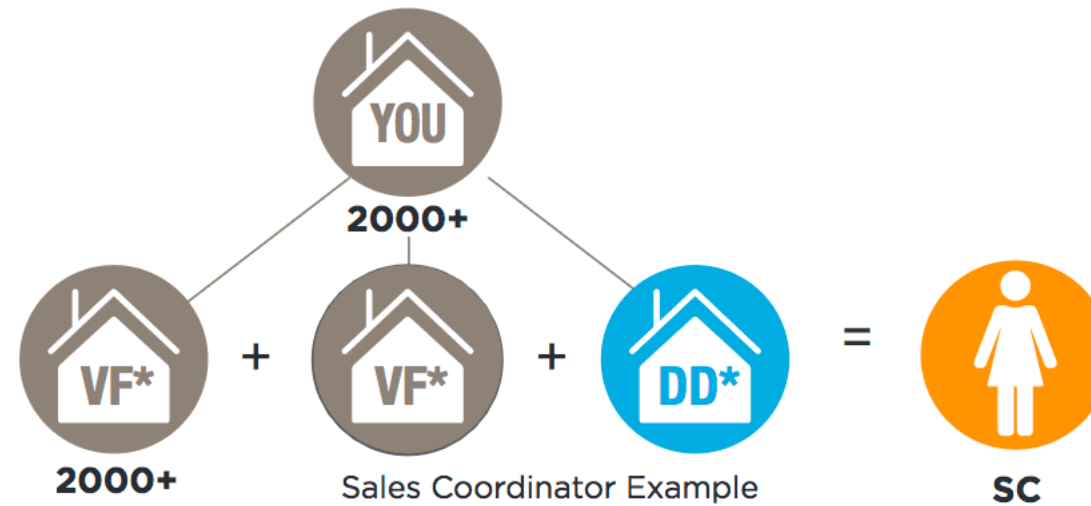 YOU
2000+
VF* + VF* + DD* =
2000+
Sales Coordinator Example
SC